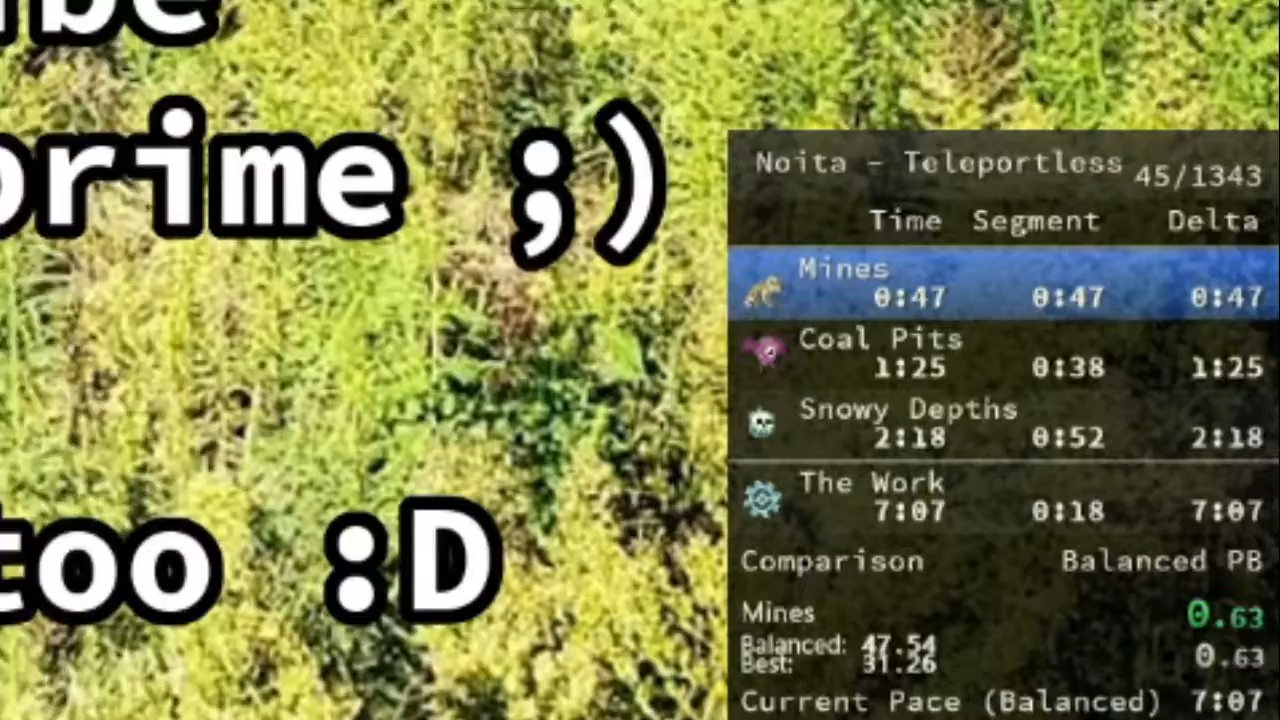 be
prime ;)
too :D
Noita - Teleportless 45/1343
Time Segment Delta
Mines
0:47 0:47 0:47
Coal Pits
1:25 0:38 1:25
Snowy Depths
2:18 0:52 2:18
The Work
7:07 0:18 7:07
Comparison Balanced PB
Mines 0.63
Balanced: 47.54
Best: 31.26
0.63
Current Pace (Balanced) 7:07